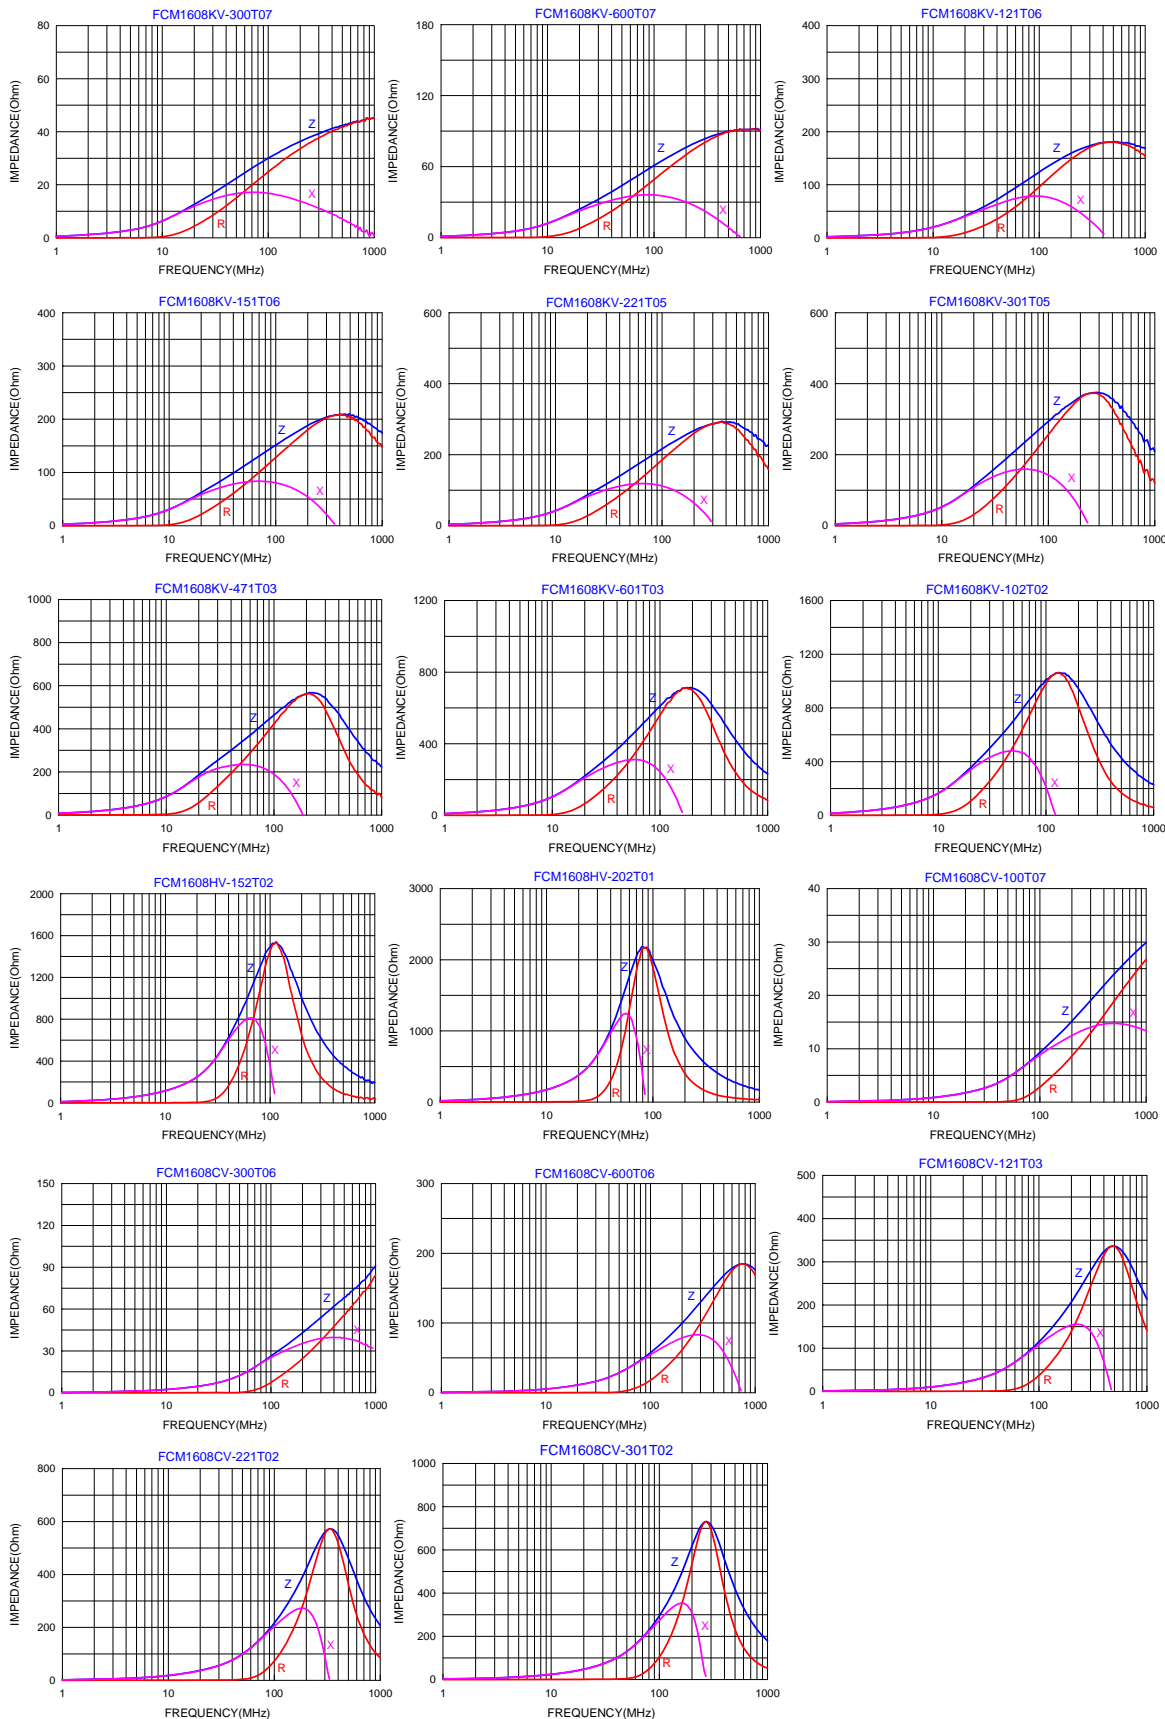 FCM1608KV-300T07
80
60
40
20
0
IMPEDANCE(Ohm)
Z
X
R
1
10
100
1000
FREQUENCY(MHz)
FCM1608KV-600T07
180
120
60
0
IMPEDANCE(Ohm)
Z
X
R
1
10
100
1000
FREQUENCY(MHz)
FCM1608KV-121T06
400
300
200
100
0
IMPEDANCE(Ohm)
Z
X
R
1
10
100
1000
FREQUENCY(MHz)
FCM1608KV-151T06
400
300
200
100
0
IMPEDANCE(Ohm)
Z
X
R
1
10
100
1000
FREQUENCY(MHz)
FCM1608KV-221T05
600
400
200
0
IMPEDANCE(Ohm)
Z
X
R
1
10
100
1000
FREQUENCY(MHz)
FCM1608KV-301T05
600
400
200
0
IMPEDANCE(Ohm)
Z
X
R
1
10
100
1000
FREQUENCY(MHz)
FCM1608KV-471T03
1000
800
600
400
200
0
IMPEDANCE(Ohm)
Z
X
R
1
10
100
1000
FREQUENCY(MHz)
FCM1608KV-601T03
1200
800
400
0
IMPEDANCE(Ohm)
Z
X
R
1
10
100
1000
FREQUENCY(MHz)
FCM1608KV-102T02
1600
1200
800
400
0
IMPEDANCE(Ohm)
Z
X
R
1
10
100
1000
FREQUENCY(MHz)
FCM1608HV-152T02
2000
1600
1200
800
400
0
IMPEDANCE(Ohm)
Z
X
R
1
10
100
1000
FREQUENCY(MHz)
FCM1608HV-202T01
3000
2000
1000
0
IMPEDANCE(Ohm)
Z
X
R
1
10
100
1000
FREQUENCY(MHz)
FCM1608CV-100T07
40
30
20
10
0
IMPEDANCE(Ohm)
Z
X
R
1
10
100
1000
FREQUENCY(MHz)
FCM1608CV-300T06
150
120
90
60
30
0
IMPEDANCE(Ohm)
Z
X
R
1
10
100
1000
FREQUENCY(MHz)
FCM1608CV-600T06
300
200
100
0
IMPEDANCE(Ohm)
Z
X
R
1
10
100
1000
FREQUENCY(MHz)
FCM1608CV-121T03
500
400
300
200
100
0
IMPEDANCE(Ohm)
Z
X
R
1
10
100
1000
FREQUENCY(MHz)
FCM1608CV-221T02
800
600
400
200
0
IMPEDANCE(Ohm)
Z
X
R
1
10
100
1000
FREQUENCY(MHz)
FCM1608CV-301T02
1000
800
600
400
200
0
IMPEDANCE(Ohm)
Z
X
R
1
10
100
1000
FREQUENCY(MHz)